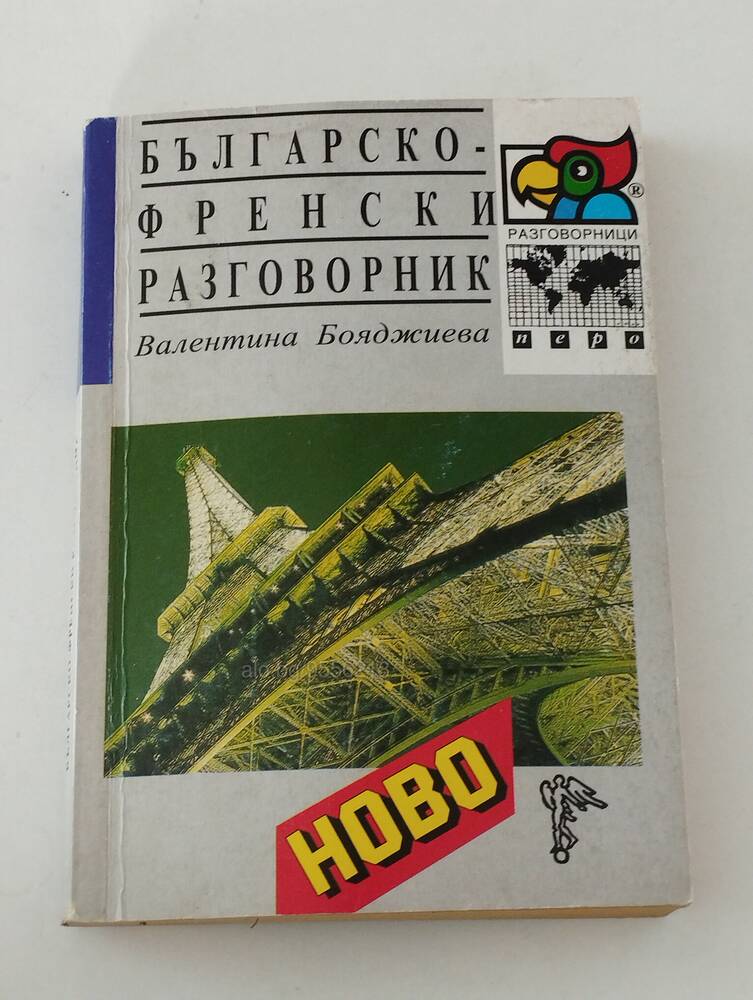 БЪЛГАРСКО-
ФРЕНСКИ
РАЗГОВОРНИК
Валентина Бояджиева
®
РАЗГОВОРНИЦИ
перо
НОВО